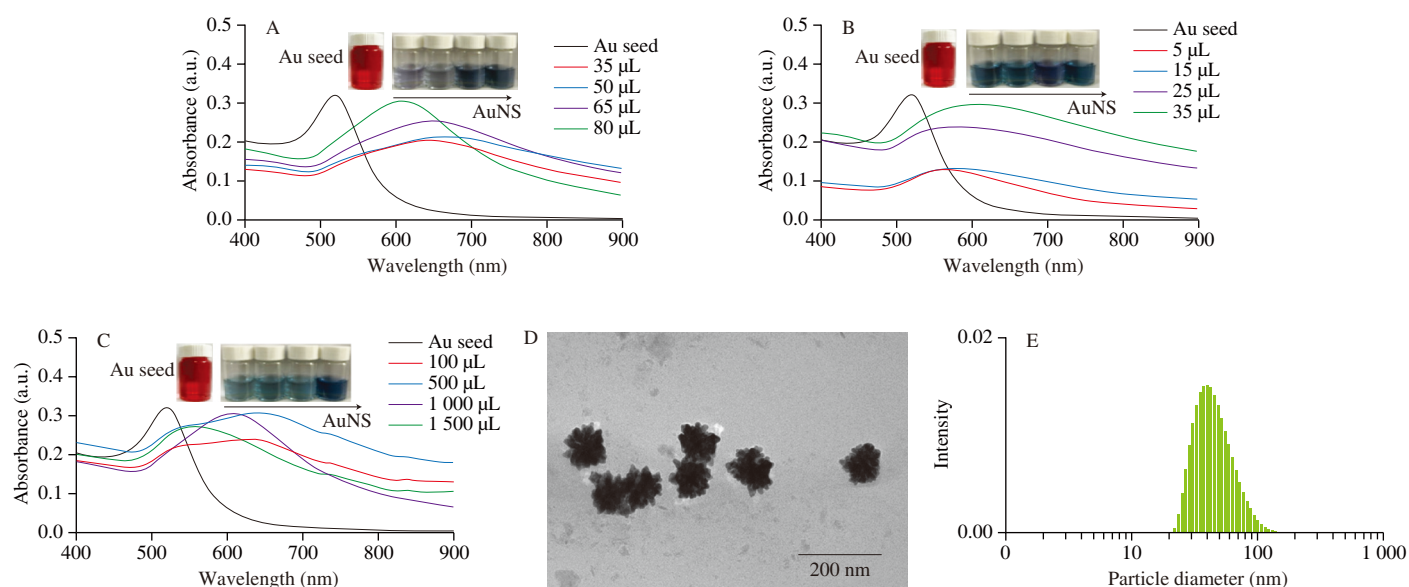 A
Au seed
AuNS
Au seed
35 μL
50 μL
65 μL
80 μL
Absorbance (a.u.)
0.5
0.4
0.3
0.2
0.1
0.0
400
500
600
700
800
900
Wavelength (nm)
B
Au seed
AuNS
Au seed
5 μL
15 μL
25 μL
35 μL
Absorbance (a.u.)
0.5
0.4
0.3
0.2
0.1
0.0
400
500
600
700
800
900
Wavelength (nm)
C
Au seed
AuNS
Au seed
100 μL
500 μL
1 000 μL
1 500 μL
Absorbance (a.u.)
0.5
0.4
0.3
0.2
0.1
0.0
400
500
600
700
800
900
Wavelength (nm)
D
200 nm
E
Intensity
0.02
0.00
0
10
100
1 000
Particle diameter (nm)